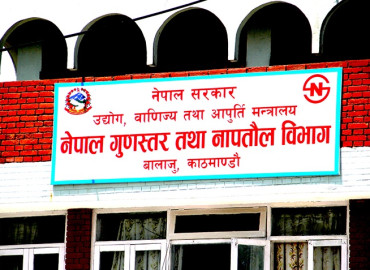 नेपाल सरकार
उद्योग, वाणिज्य तथा आपुर्ति मन्त्रालय
नेपाल गुणस्तर तथा नापतौल विभाग
बालाजु, काठमाण्डौ